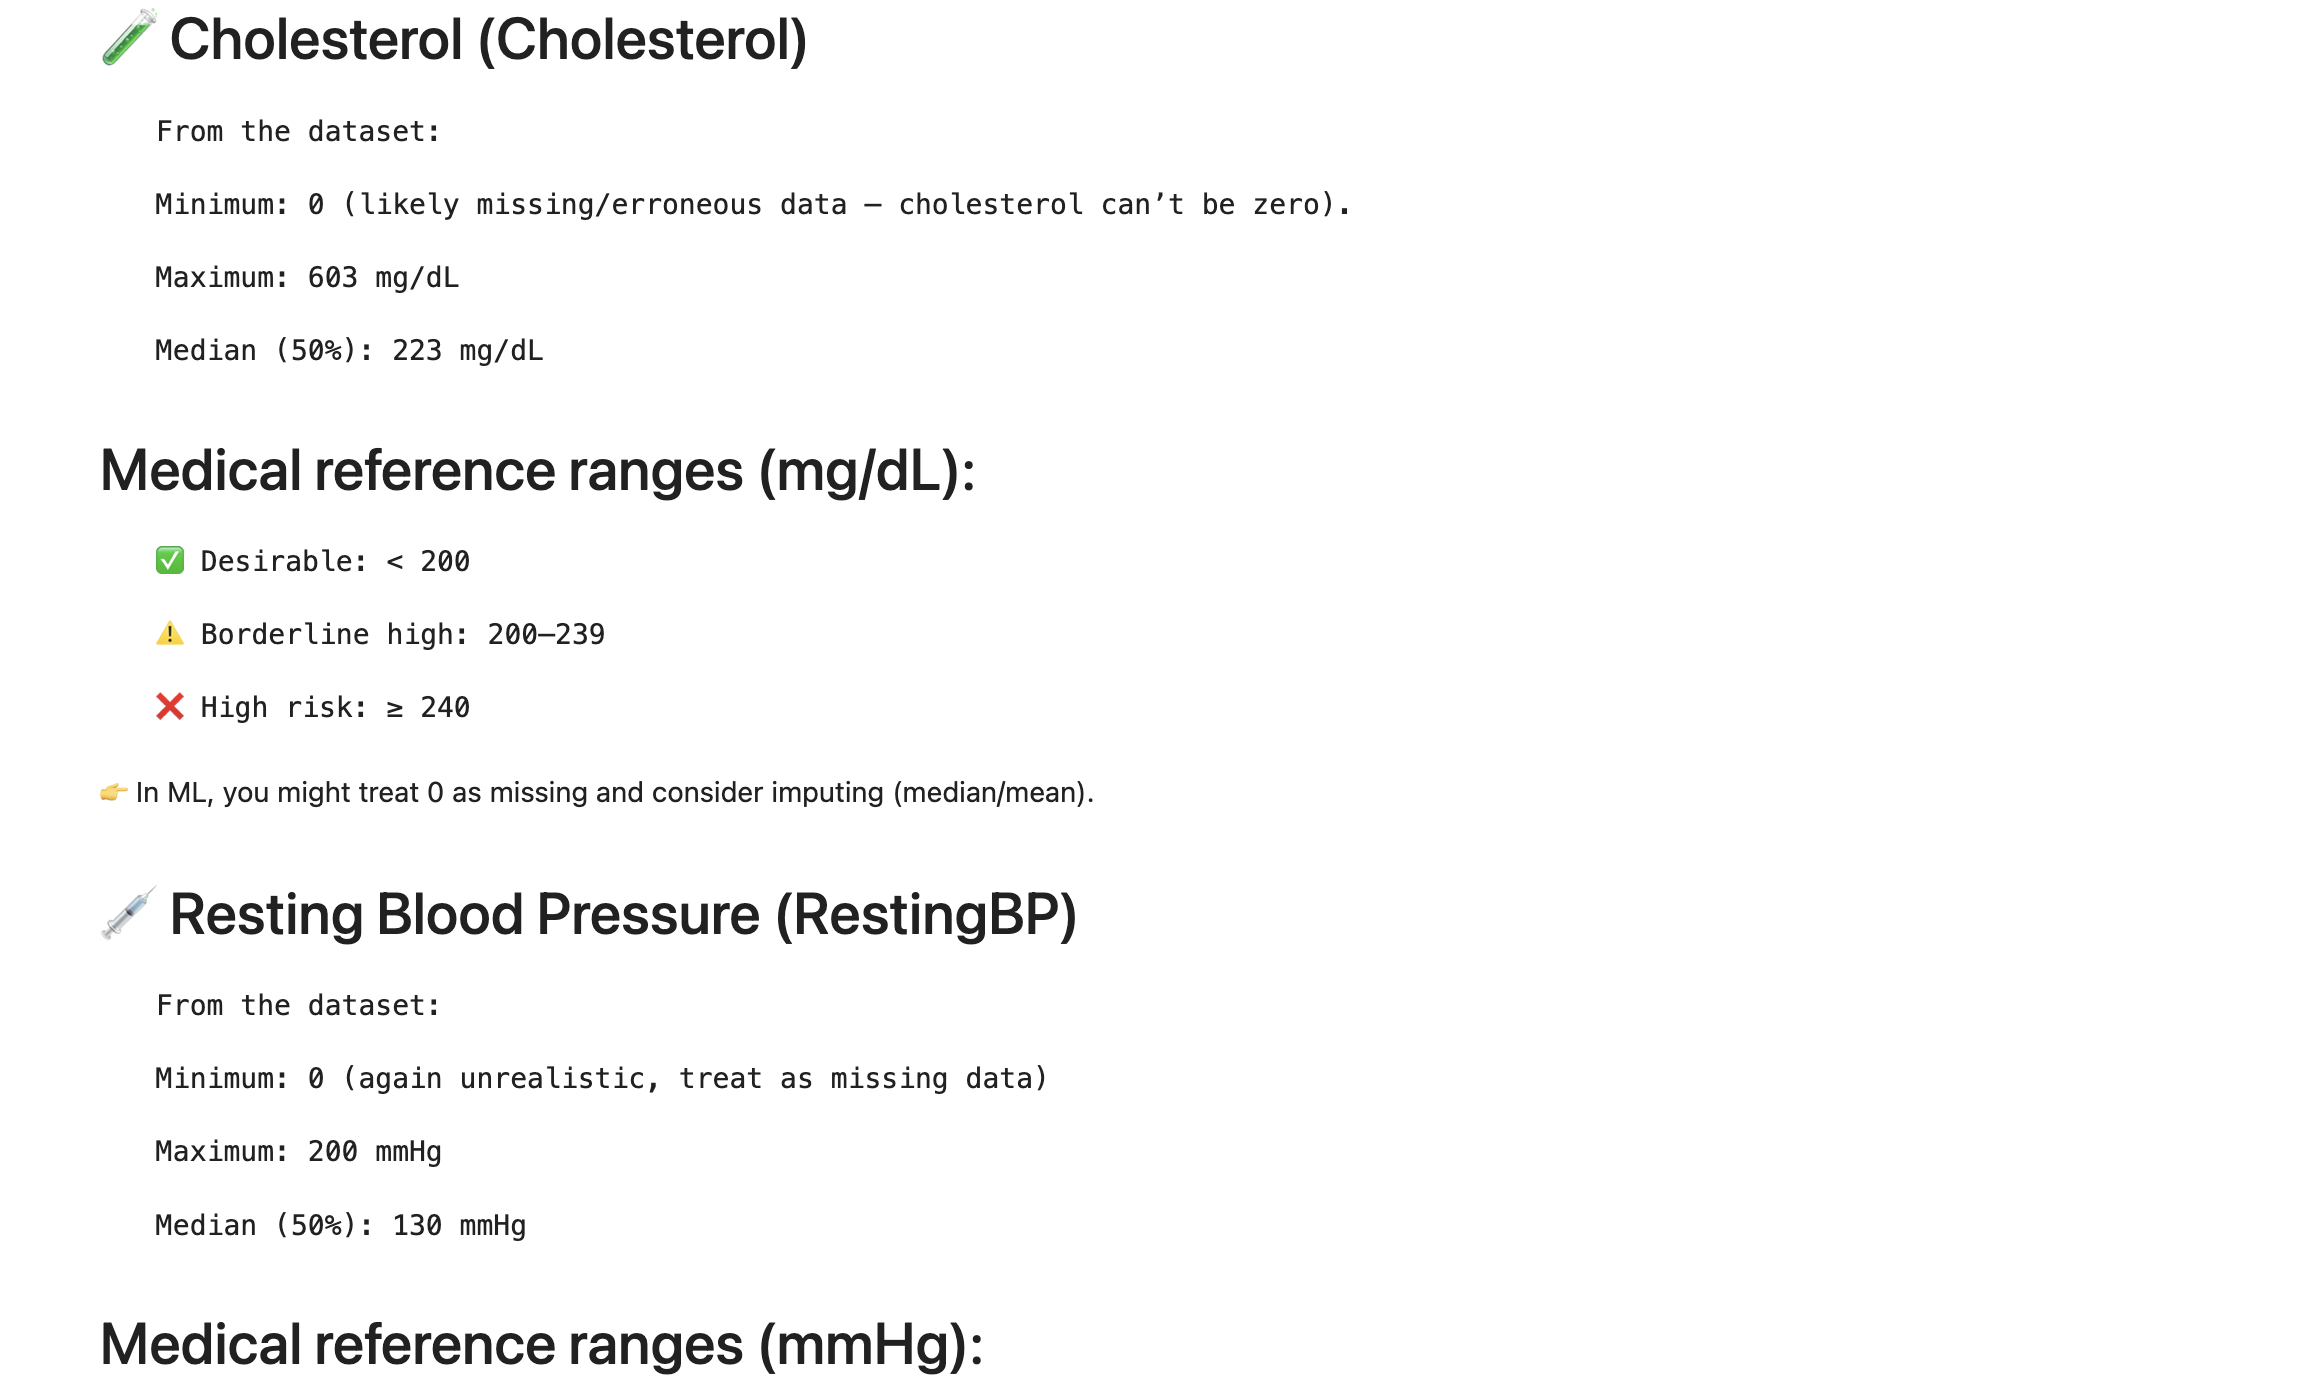 🧪 Cholesterol (Cholesterol)
From the dataset:
Minimum: 0 (likely missing/erroneous data — cholesterol can’t be zero).
Maximum: 603 mg/dL
Median (50%): 223 mg/dL
Medical reference ranges (mg/dL):
✅ Desirable: < 200
⚠️ Borderline high: 200–239
❌ High risk: ≥ 240
👉 In ML, you might treat 0 as missing and consider imputing (median/mean).
💉 Resting Blood Pressure (RestingBP)
From the dataset:
Minimum: 0 (again unrealistic, treat as missing data)
Maximum: 200 mmHg
Median (50%): 130 mmHg
Medical reference ranges (mmHg):